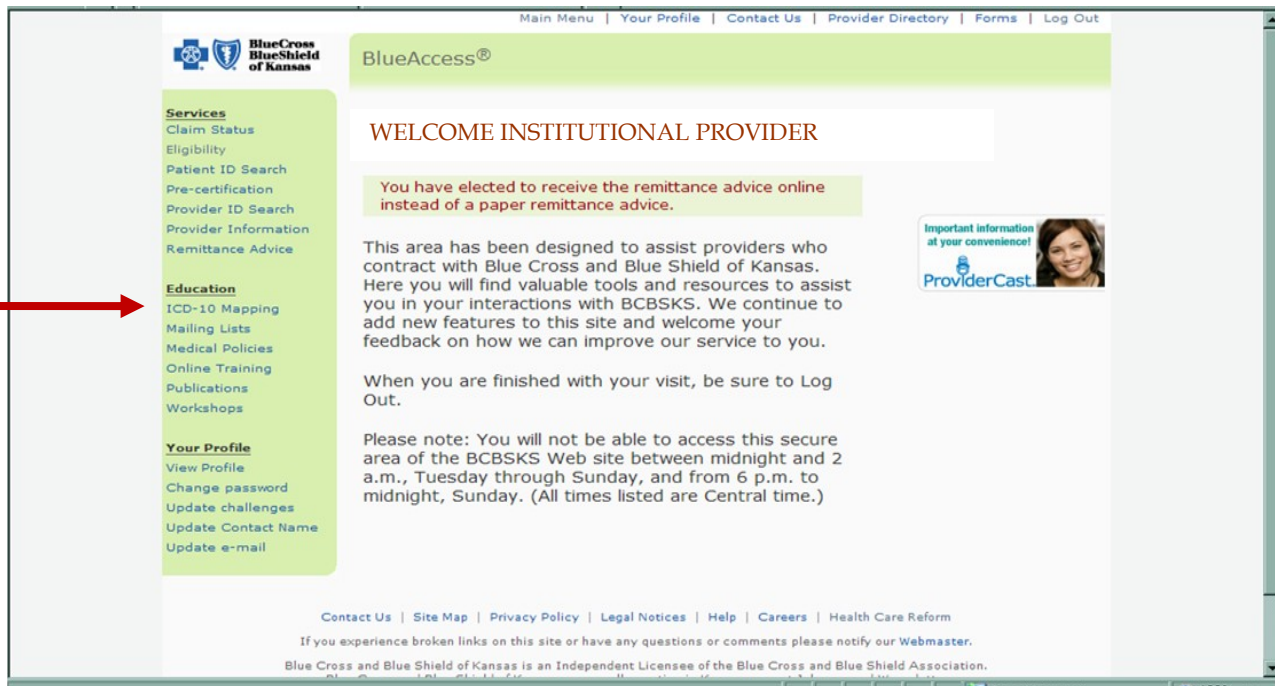 Main Menu | Your Profile | Contact Us | Provider Directory | Forms | Log Out
BlueCross
BlueShield
of Kansas
BlueAccess®
Services
Claim Status
Eligibility
Patient ID Search
Pre-certification
Provider ID Search
Provider Information
Remittance Advice
Education
ICD-10 Mapping
Mailing Lists
Medical Policies
Online Training
Publications
Workshops
Your Profile
View Profile
Change password
Update challenges
Update Contact Name
Update e-mail
WELCOME INSTITUTIONAL PROVIDER
You have elected to receive the remittance advice online
instead of a paper remittance advice.
This area has been designed to assist providers who
contract with Blue Cross and Blue Shield of Kansas.
Here you will find valuable tools and resources to assist
you in your interactions with BCBSKS. We continue to
add new features to this site and welcome your
feedback on how we can improve our service to you.
When you are finished with your visit, be sure to Log
Out.
Please note: You will not be able to access this secure
area of the BCBSKS Web site between midnight and 2
a.m., Tuesday through Sunday, and from 6 p.m. to
midnight, Sunday. (All times listed are Central time.)
Important information
at your convenience!
ProviderCast
Contact Us | Site Map | Privacy Policy | Legal Notices | Help | Careers | Health Care Reform
If you experience broken links on this site or have any questions or comments please notify our Webmaster.
Blue Cross and Blue Shield of Kansas is an Independent Licensee of the Blue Cross and Blue Shield Association.